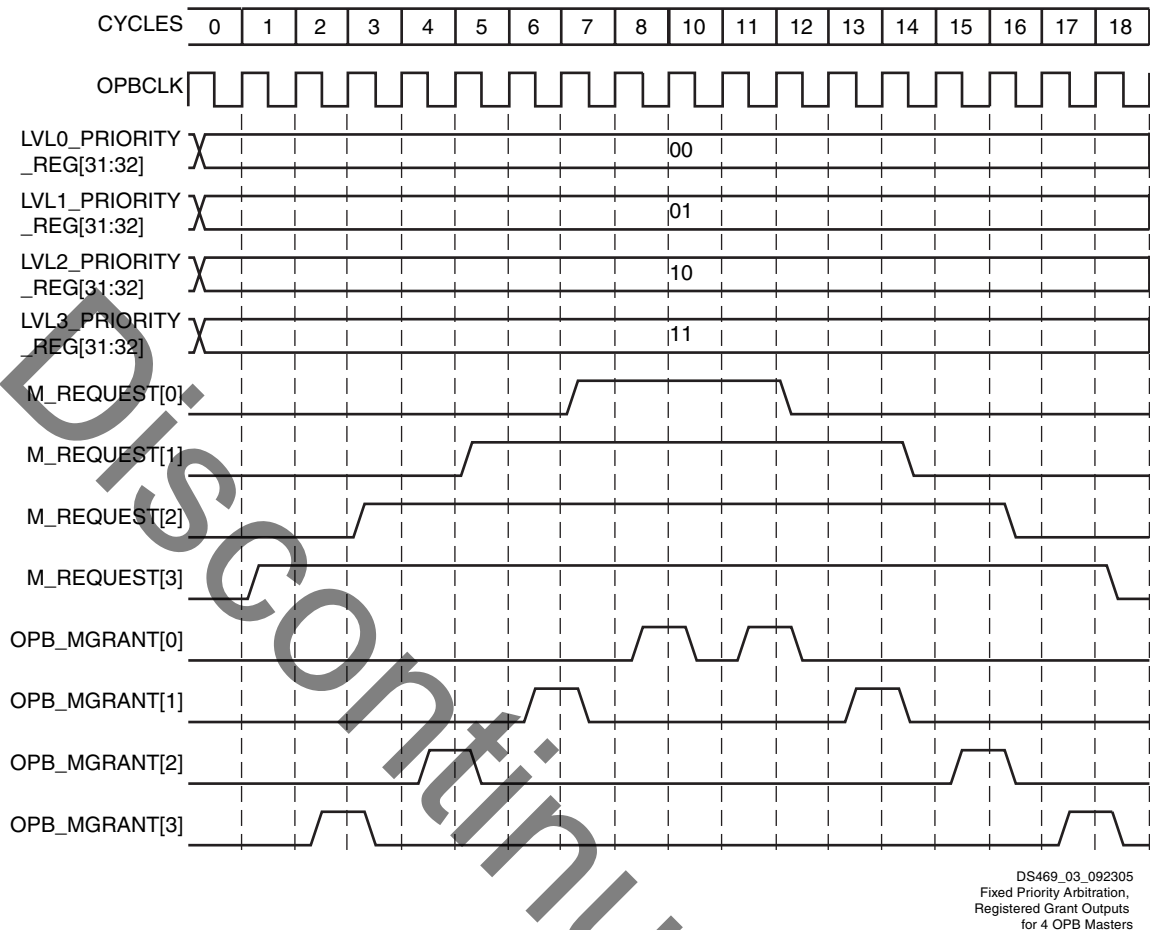 CYCLES 0 1 2 3 4 5 6 7 8 10 11 12 13 14 15 16 17 18
OPBCLK
LVL0_PRIORITY
_REG[31:32]
00
LVL1_PRIORITY
_REG[31:32]
01
LVL2_PRIORITY
_REG[31:32]
10
LVL3_PRIORITY
_REG[31:32]
11
M_REQUEST[0]
M_REQUEST[1]
M_REQUEST[2]
M_REQUEST[3]
OPB_MGRANT[0]
OPB_MGRANT[1]
OPB_MGRANT[2]
OPB_MGRANT[3]
DS469_03_092305
Fixed Priority Arbitration,
Registered Grant Outputs
for 4 OPB Masters
Discontinu